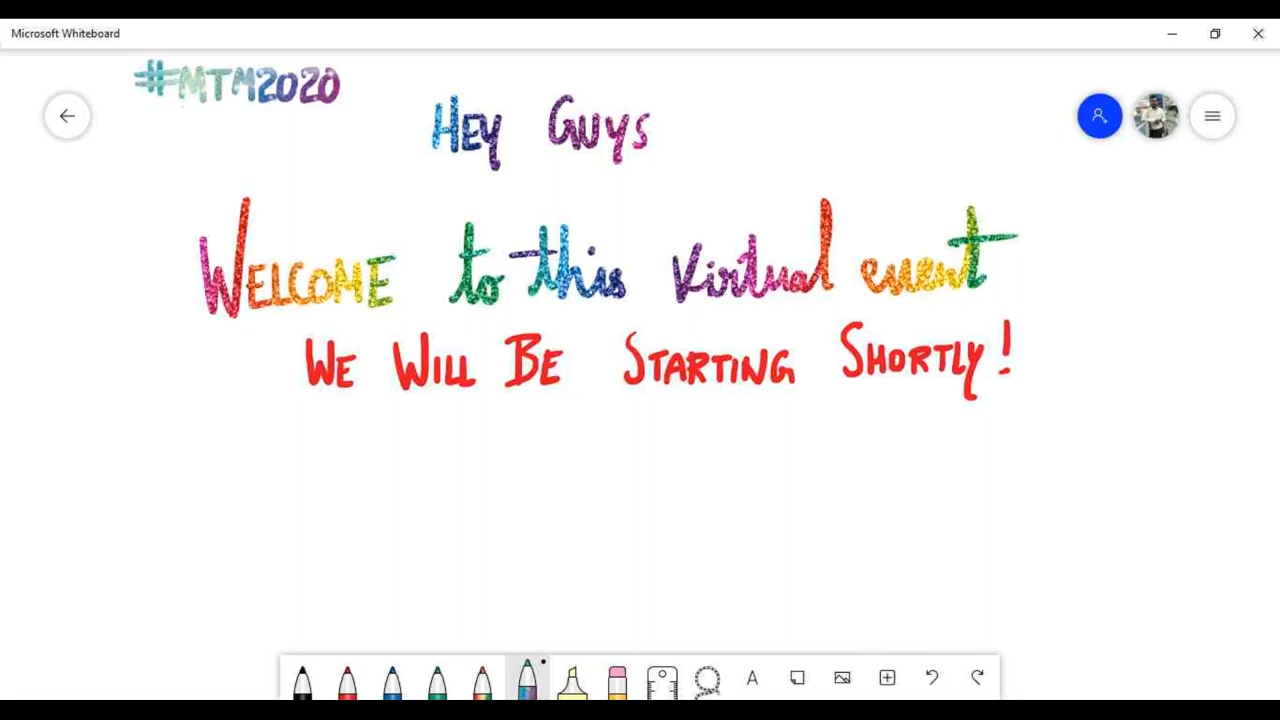 Microsoft Whiteboard
#MTM2020
HEY GUYS
WELCOME to this virtual event
WE WILL BE STARTING SHORTLY!
A